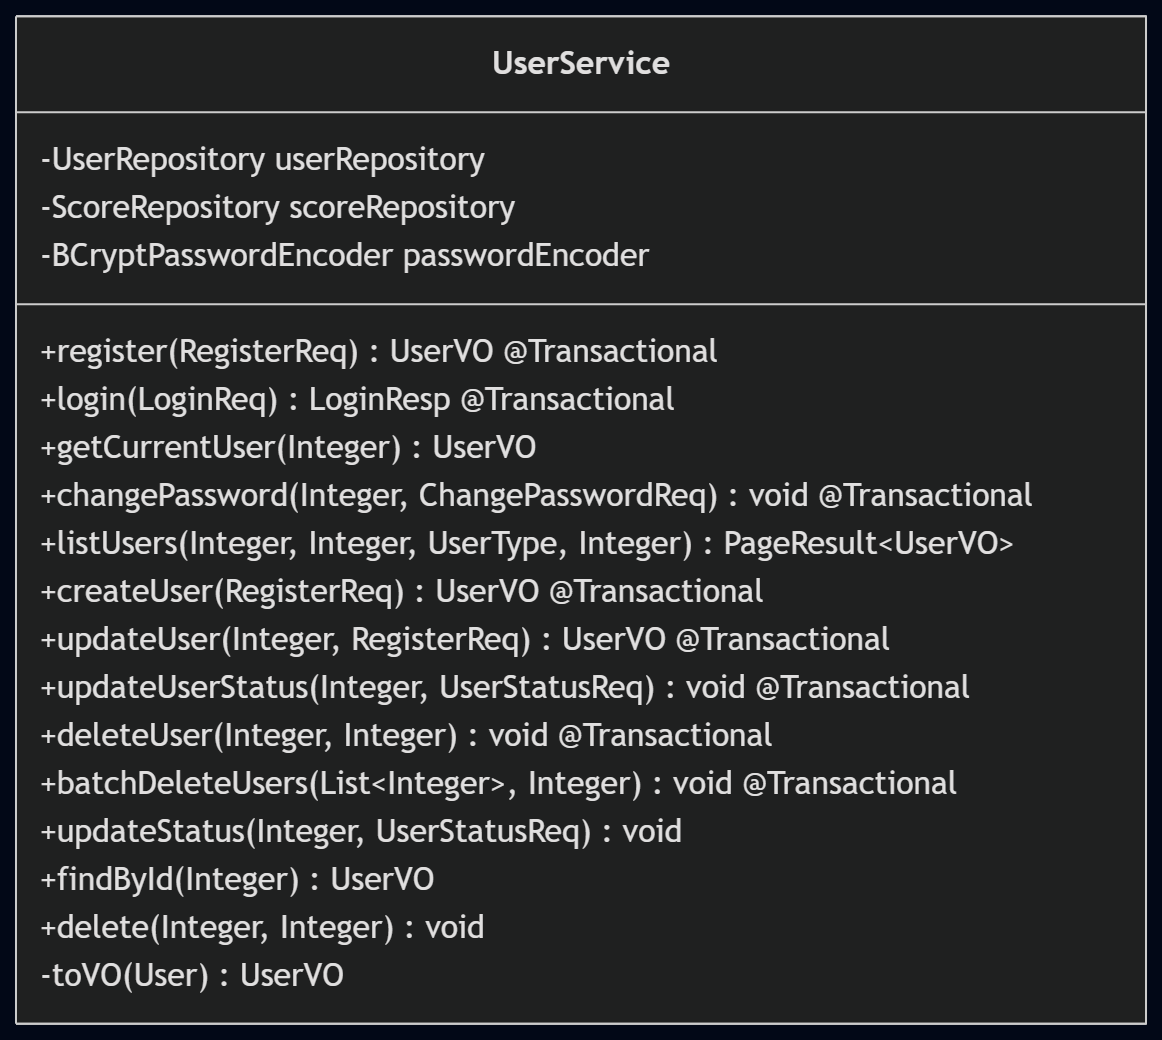 UserService
-UserRepository userRepository
-ScoreRepository scoreRepository
-BCryptPasswordEncoder passwordEncoder
+register(RegisterReq) : UserVO @Transactional
+login(LoginReq) : LoginResp @Transactional
+getCurrentUser(Integer) : UserVO
+changePassword(Integer, ChangePasswordReq) : void @Transactional
+listUsers(Integer, Integer, UserType, Integer) : PageResult<UserVO>
+createUser(RegisterReq) : UserVO @Transactional
+updateUser(Integer, RegisterReq) : UserVO @Transactional
+updateUserStatus(Integer, UserStatusReq) : void @Transactional
+deleteUser(Integer, Integer) : void @Transactional
+batchDeleteUsers(List<Integer>, Integer) : void @Transactional
+updateStatus(Integer, UserStatusReq) : void
+findById(Integer) : UserVO
+delete(Integer, Integer) : void
-toVO(User) : UserVO